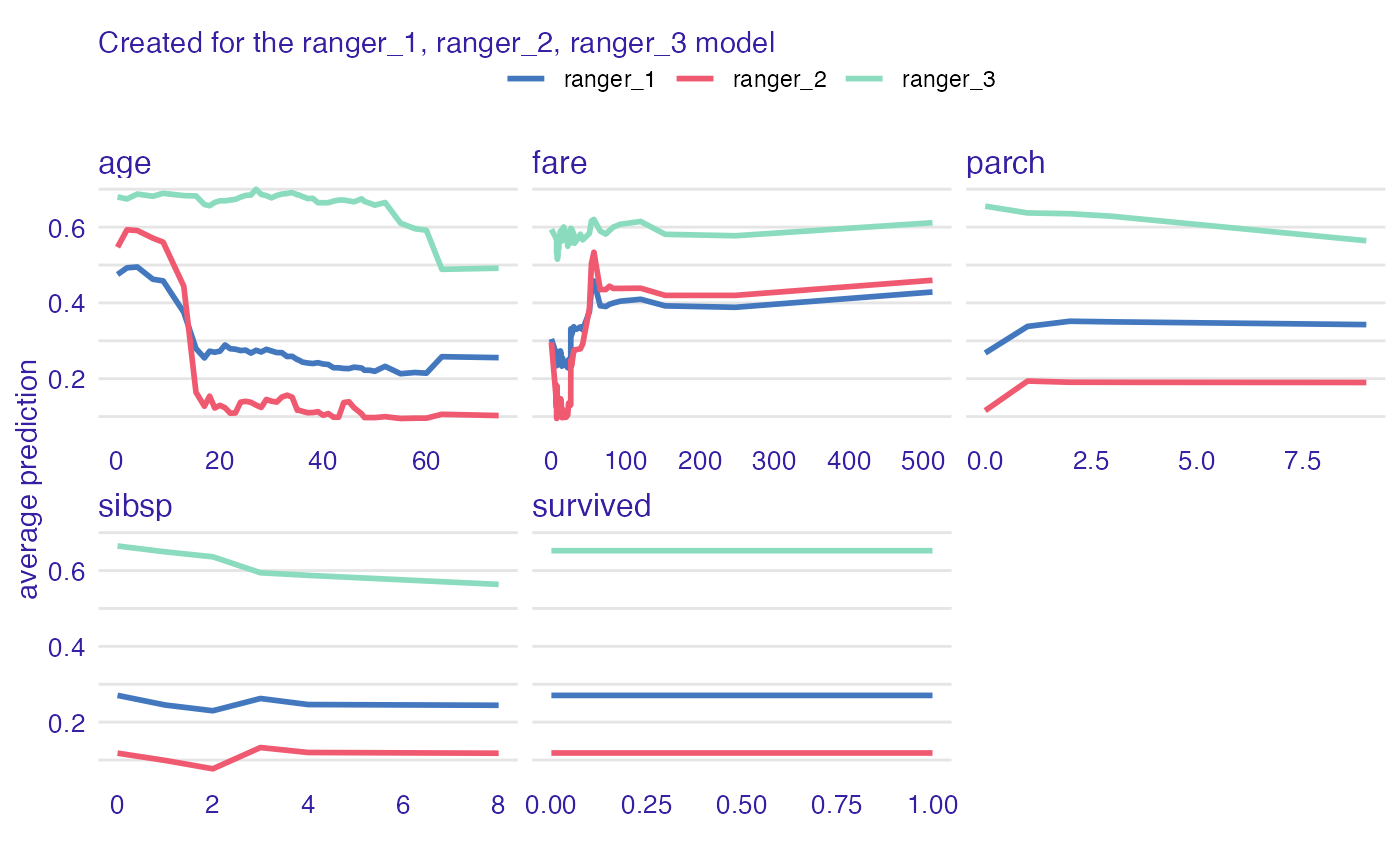 Created for the ranger_1, ranger_2, ranger_3 model
ranger_1 ranger_2 ranger_3
age fare parch
0.6
0.4
0.2
0 20 40 60 0 100 200 300 400 500 0.0 2.5 5.0 7.5
average prediction
sibsp survived
0.6
0.4
0.2
0 2 4 6 8 0.00 0.25 0.50 0.75 1.00